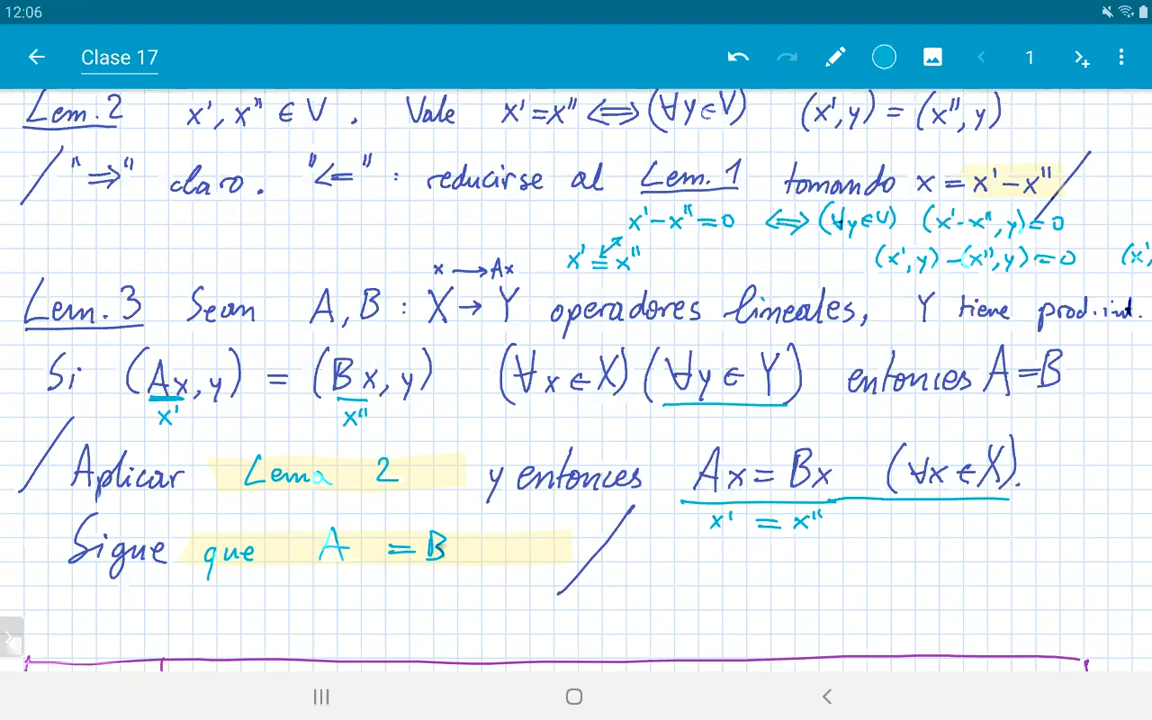 12:06
Clase 17
1
Lem. 2 x', x" ∈ V. Vale x' = x" ⟺ (∀y∈V) (x', y) = (x", y)
"⇒" claro. "<=" : reducirse al Lem. 1 tomando x = x' - x"
x' - x" = 0 ⟺ (∀y∈V) (x' - x", y) = 0
x' = x" (x', y) - (x", y) = 0 (x',
x → Ax
Lem. 3 Sean A, B : X → Y operadores lineales, Y tiene prod. int.
Si (Ax, y) = (Bx, y) (∀x ∈ X) (∀y ∈ Y) entonces A = B
x' x"
Aplicar Lema 2 y entonces Ax = Bx (∀x ∈ X).
x' = x"
Sigue que A = B